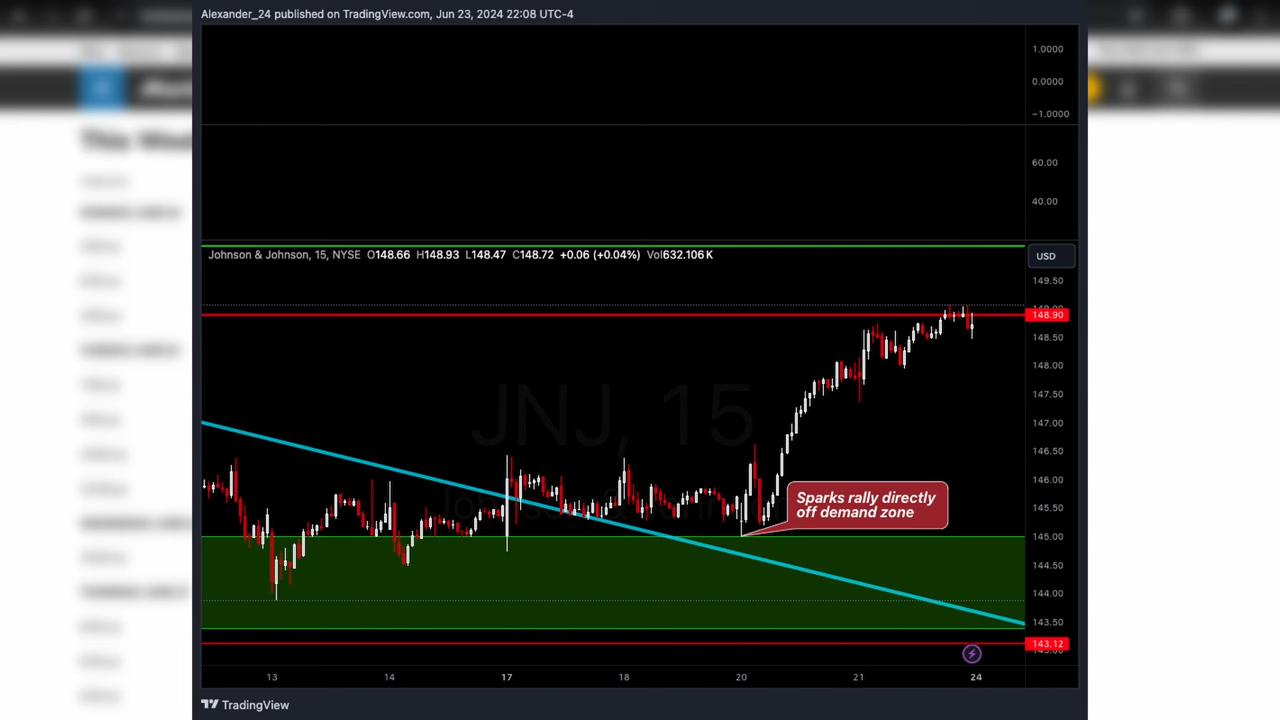 Alexander_24 published on TradingView.com, Jun 23, 2024 22:08 UTC-4
1.0000
0.0000
−1.0000
60.00
40.00
Johnson & Johnson, 15, NYSE O148.66 H148.93 L148.47 C148.72 +0.06 (+0.04%) Vol632.106K
USD
149.50
148.90
148.50
148.00
147.50
JNJ, 15
147.00
146.50
146.00
Sparks rally directly
off demand zone
145.50
145.00
144.50
144.00
143.50
143.12
13 14 17 18 20 21 24
TradingView